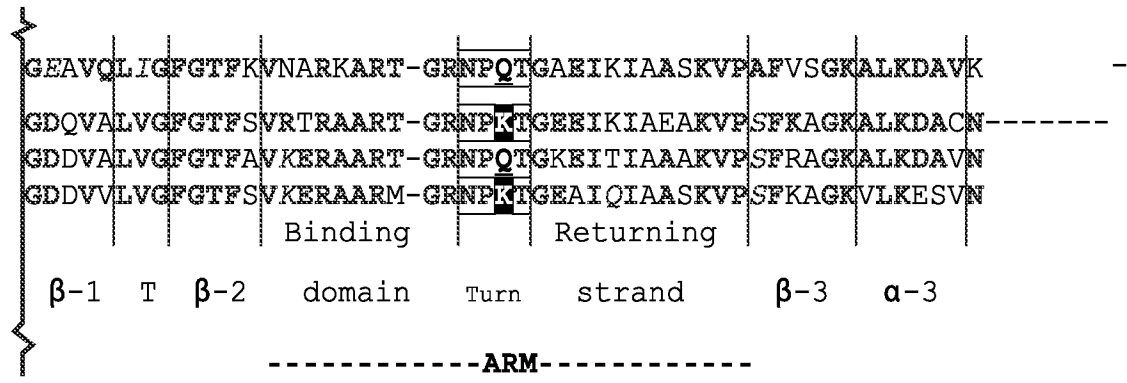 GEAVQLIGFGTFKVNARKART-GRNPQTGAEIKIAASKVPAFVSGKALKDAVK -
GDQVALVGFGTFSVRTRAART-GRNPKTGEEIKIAEAKVPSFKAGKALKDACN-------
GDDVALVGFGTFAVKERAART-GRNPQTGKEITIAAAKVPSFRAGKALKDAVN
GDDVVLVGFGTFSVKERAARM-GRNPKTGEAIQIAASKVPSFKAGKVLKESVN
Binding Returning
β-1 T β-2 domain Turn strand β-3 α-3
------------ARM------------